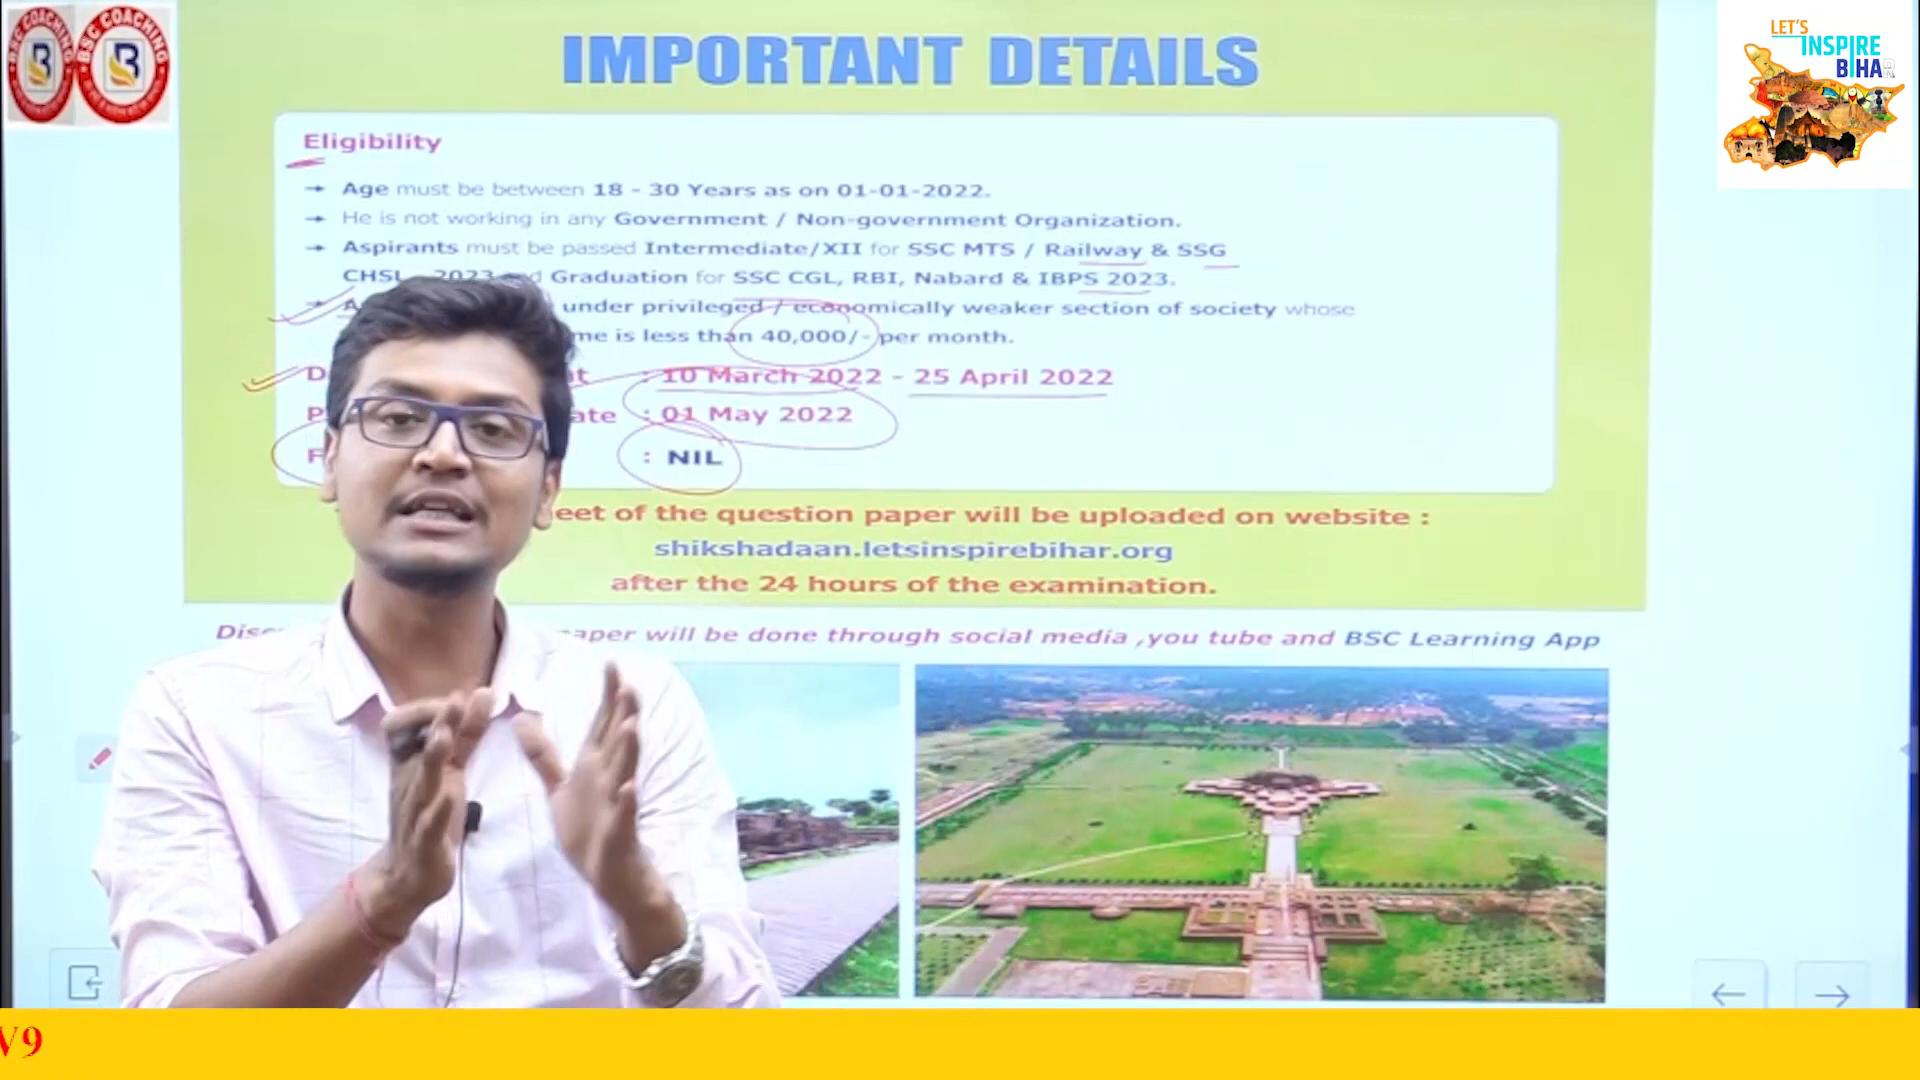 BSC COACHING
BSC COACHING
IMPORTANT DETAILS
LET'S
INSPIRE
BIHAR
Eligibility
→ Age must be between 18 - 30 Years as on 01-01-2022.
→ He is not working in any Government / Non-government Organization.
→ Aspirants must be passed Intermediate/XII for SSC MTS / Railway & SSG
CHSL - 2023 and Graduation for SSC CGL, RBI, Nabard & IBPS 2023.
under privileged / economically weaker section of society whose
me is less than 40,000/- per month.
: 10 March 2022 - 25 April 2022
ate : 01 May 2022
F : NIL
eet of the question paper will be uploaded on website :
shikshadaan.letsinspirebihar.org
after the 24 hours of the examination.
aper will be done through social media ,you tube and BSC Learning App
V9